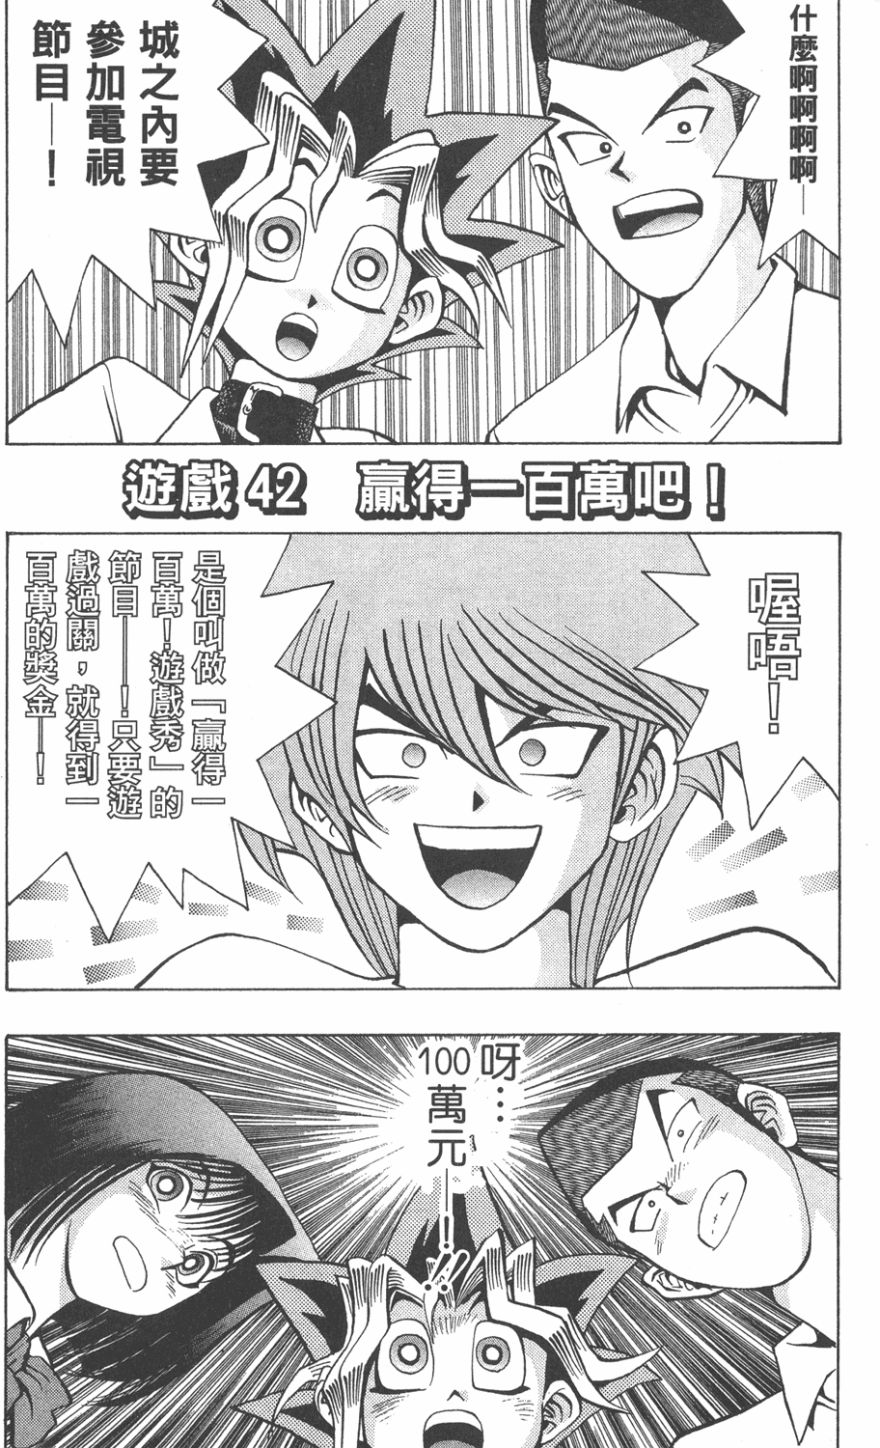 什麼啊啊啊啊——
城之內要
參加電視
節目——！
遊戲42 贏得一百萬吧！
喔唔！
是個叫做「贏得一
百萬！遊戲秀」的
節目——！只要遊
戲過關，就得到一
百萬的獎金——！
呀…
100萬元——！！！